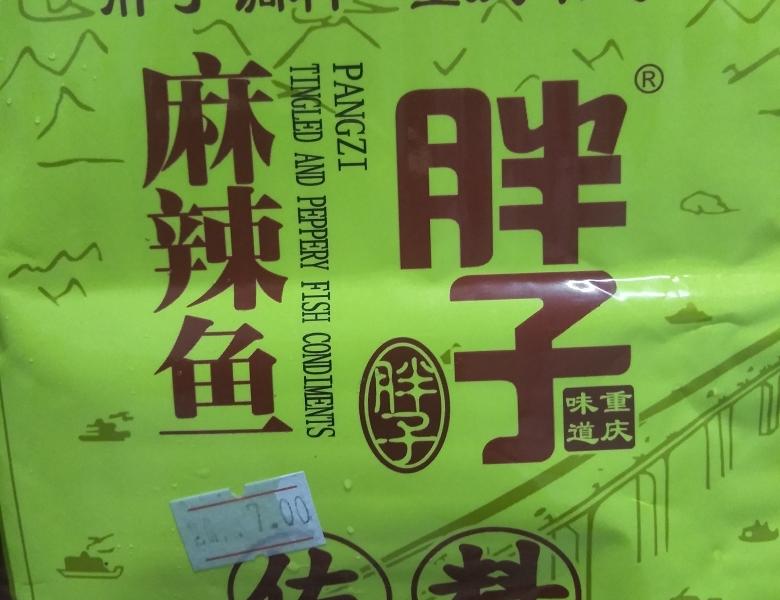 胖子
®
重庆
味道
胖子
PANGZI
TINGLED AND PEPPERY FISH CONDIMENTS
麻辣鱼
7.00